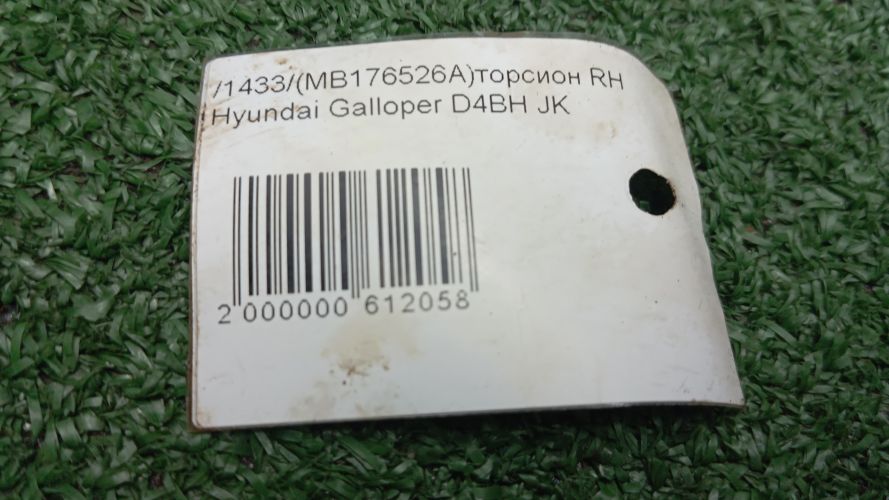 /1433/(MB176526A)торсион RH
Hyundai Galloper D4BH JK
2 000000 612058